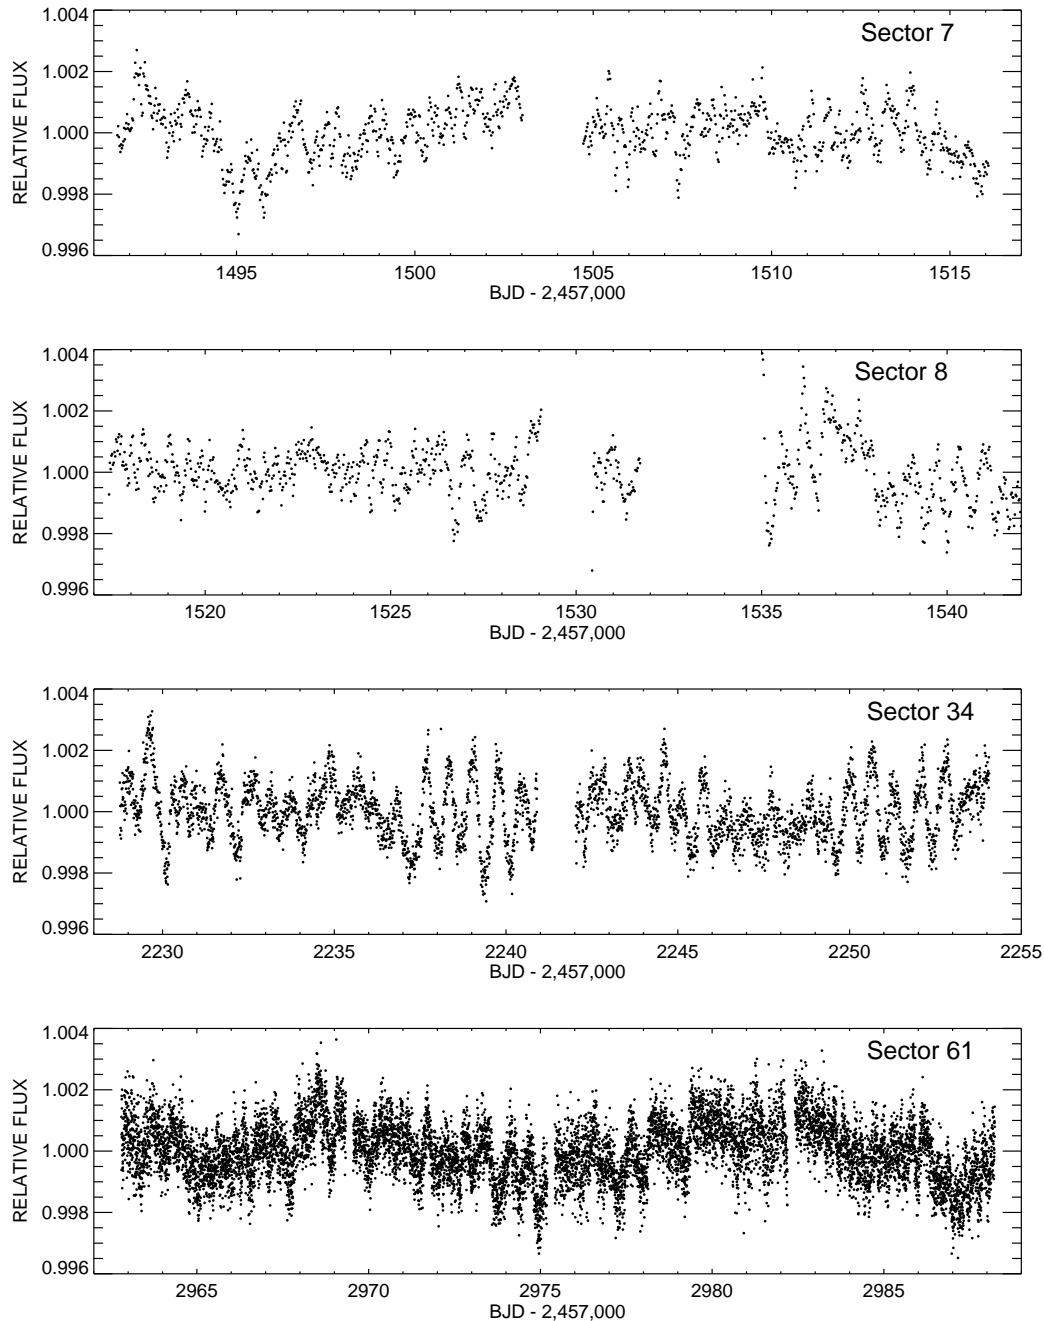 1.004
1.002
1.000
0.998
0.996
RELATIVE FLUX
Sector 7
1495 1500 1505 1510 1515
BJD - 2,457,000
1.004
1.002
1.000
0.998
0.996
RELATIVE FLUX
Sector 8
1520 1525 1530 1535 1540
BJD - 2,457,000
1.004
1.002
1.000
0.998
0.996
RELATIVE FLUX
Sector 34
2230 2235 2240 2245 2250 2255
BJD - 2,457,000
1.004
1.002
1.000
0.998
0.996
RELATIVE FLUX
Sector 61
2965 2970 2975 2980 2985
BJD - 2,457,000